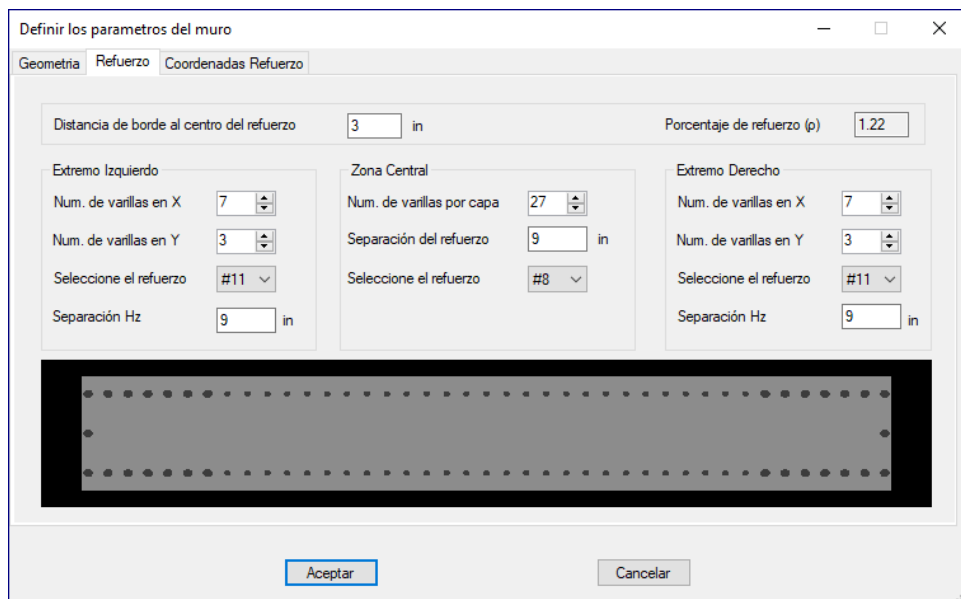 Definir los parametros del muro
Geometria Refuerzo Coordenadas Refuerzo
Distancia de borde al centro del refuerzo 3 in Porcentaje de refuerzo (ρ) 1.22
Extremo Izquierdo
Num. de varillas en X 7
Num. de varillas en Y 3
Seleccione el refuerzo #11
Separación Hz 9 in
Zona Central
Num. de varillas por capa 27
Separación del refuerzo 9 in
Seleccione el refuerzo #8
Extremo Derecho
Num. de varillas en X 7
Num. de varillas en Y 3
Seleccione el refuerzo #11
Separación Hz 9 in
Aceptar Cancelar